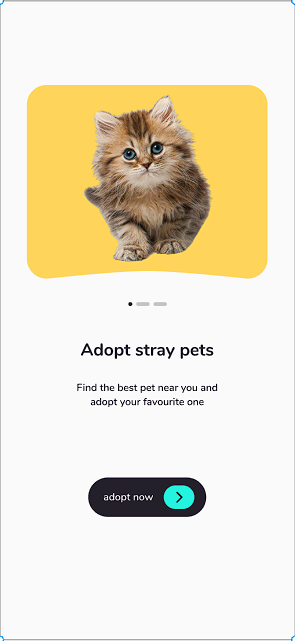 Adopt stray pets
Find the best pet near you and
adopt your favourite one
adopt now